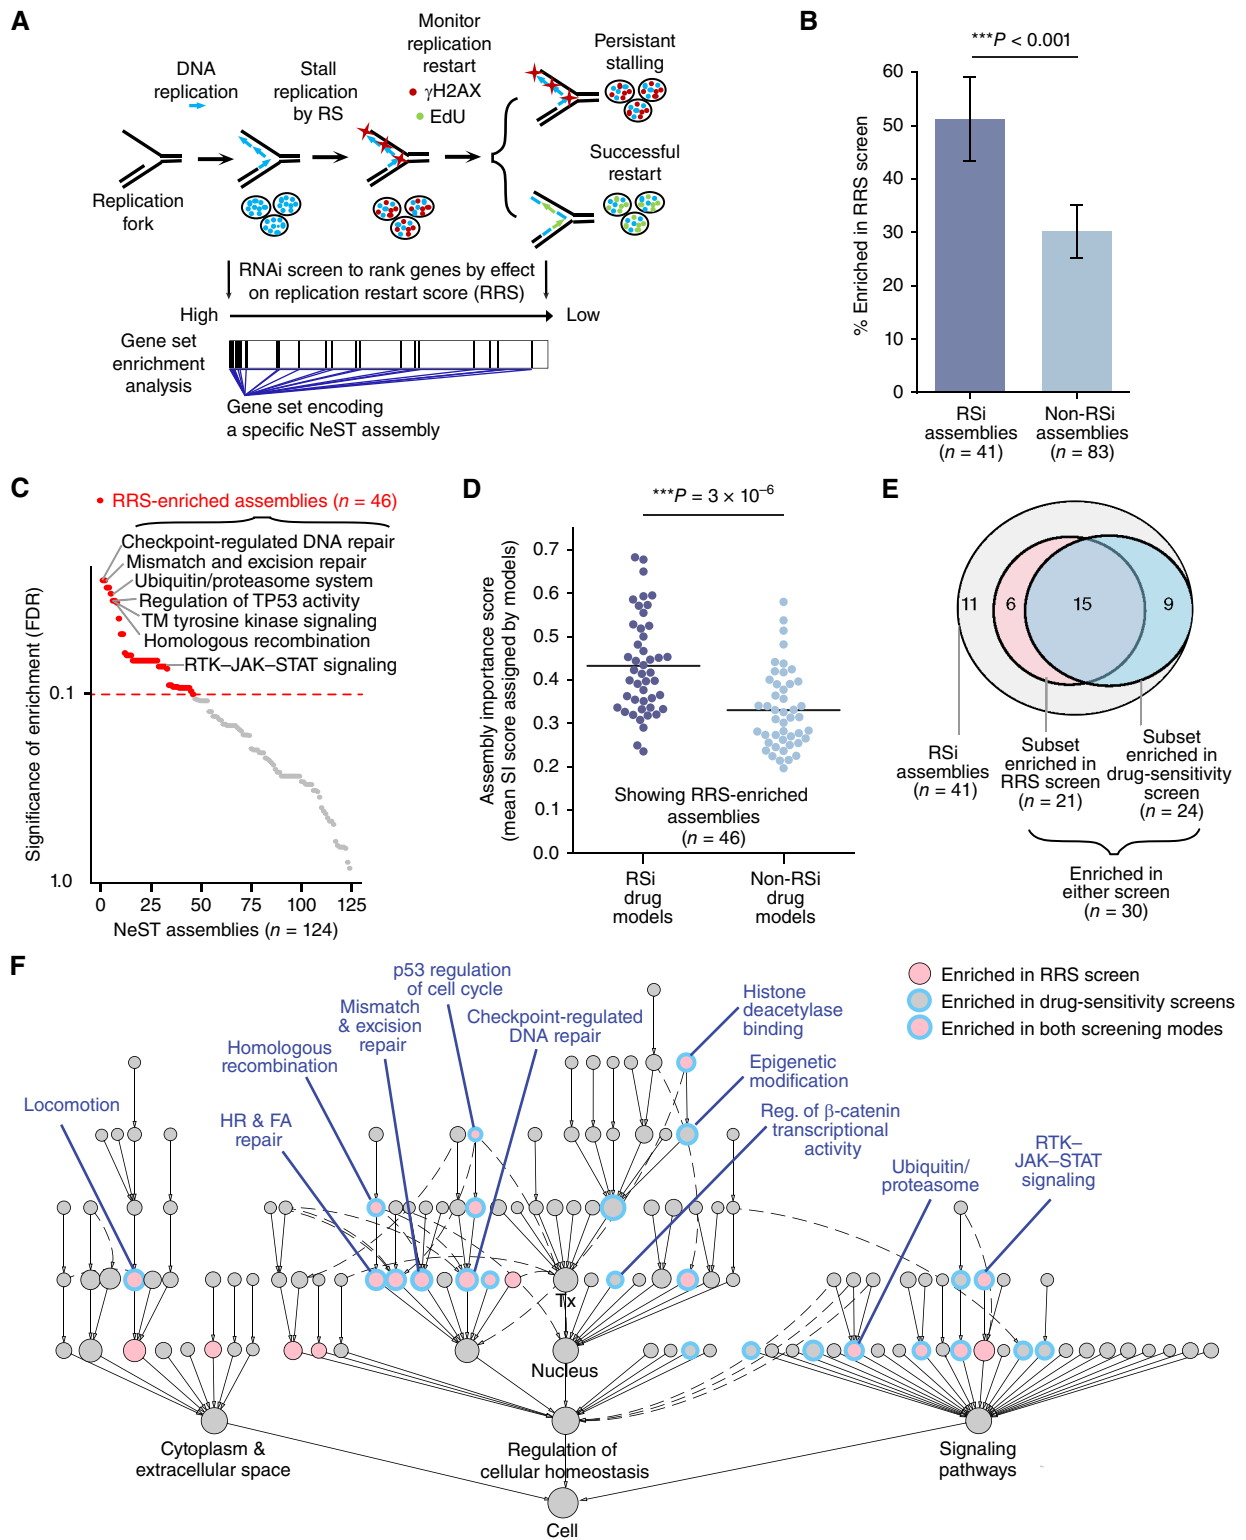 A
DNA
replication
Stall
replication
by RS
Monitor
replication
restart
γH2AX
EdU
Persistant
stalling
Successful
restart
Replication
fork
RNAi screen to rank genes by effect
on replication restart score (RRS)
High
Low
Gene set
enrichment
analysis
Gene set encoding
a specific NeST assembly
B
***P < 0.001
% Enriched in RRS screen
60
50
40
30
20
10
0
RSi
assemblies
(n = 41)
Non-RSi
assemblies
(n = 83)
C
RRS-enriched assemblies (n = 46)
Checkpoint-regulated DNA repair
Mismatch and excision repair
Ubiquitin/proteasome system
Regulation of TP53 activity
TM tyrosine kinase signaling
Homologous recombination
RTK–JAK–STAT signaling
Significance of enrichment (FDR)
0.1
1.0
0 25 50 75 100 125
NeST assemblies (n = 124)
D
***P = 3 × 10–6
Assembly importance score
(mean SI score assigned by models)
0.7
0.6
0.5
0.4
0.3
0.2
0.1
0.0
Showing RRS-enriched
assemblies
(n = 46)
RSi
drug
models
Non-RSi
drug
models
E
11 6 15 9
RSi
assemblies
(n = 41)
Subset
enriched in
RRS screen
(n = 21)
Subset
enriched in
drug-sensitivity
screen
(n = 24)
Enriched in
either screen
(n = 30)
F
Enriched in RRS screen
Enriched in drug-sensitivity screens
Enriched in both screening modes
p53 regulation
of cell cycle
Mismatch
& excision
repair
Checkpoint-regulated
DNA repair
Histone
deacetylase
binding
Homologous
recombination
Epigenetic
modification
Locomotion
HR & FA
repair
Reg. of β-catenin
transcriptional
activity
Ubiquitin/
proteasome
RTK–
JAK–STAT
signaling
Tx
Nucleus
Cytoplasm &
extracellular space
Regulation of
cellular homeostasis
Signaling
pathways
Cell